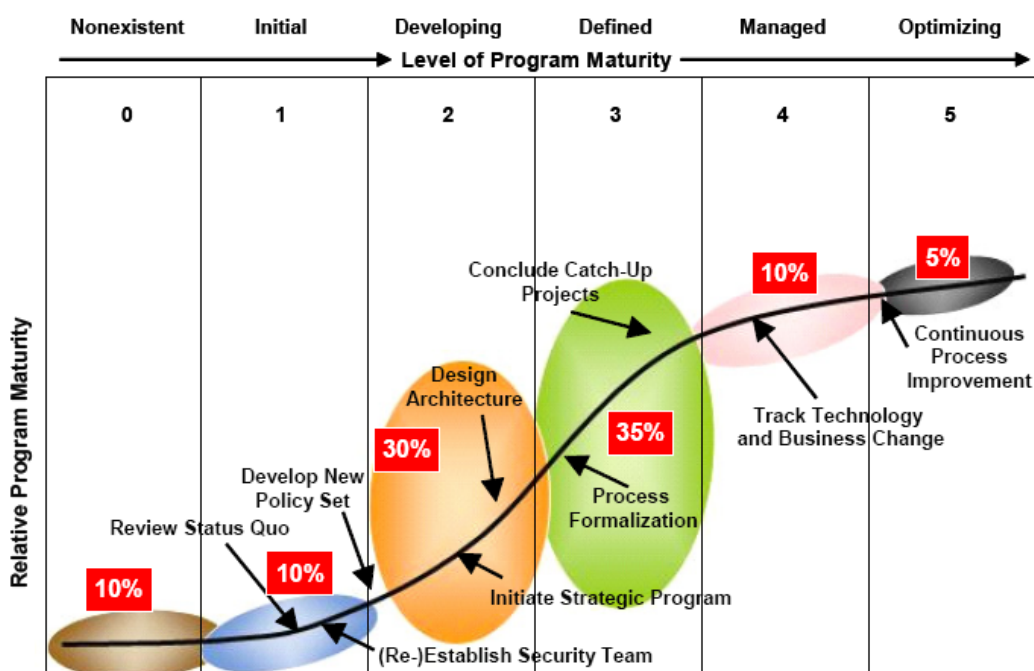 Nonexistent Initial Developing Defined Managed Optimizing
Level of Program Maturity
0 1 2 3 4 5
Relative Program Maturity
10%
Review Status Quo
10%
(Re-)Establish Security Team
Develop New
Policy Set
30%
Initiate Strategic Program
Design
Architecture
35%
Process
Formalization
Conclude Catch-Up
Projects
10%
Track Technology
and Business Change
5%
Continuous
Process
Improvement